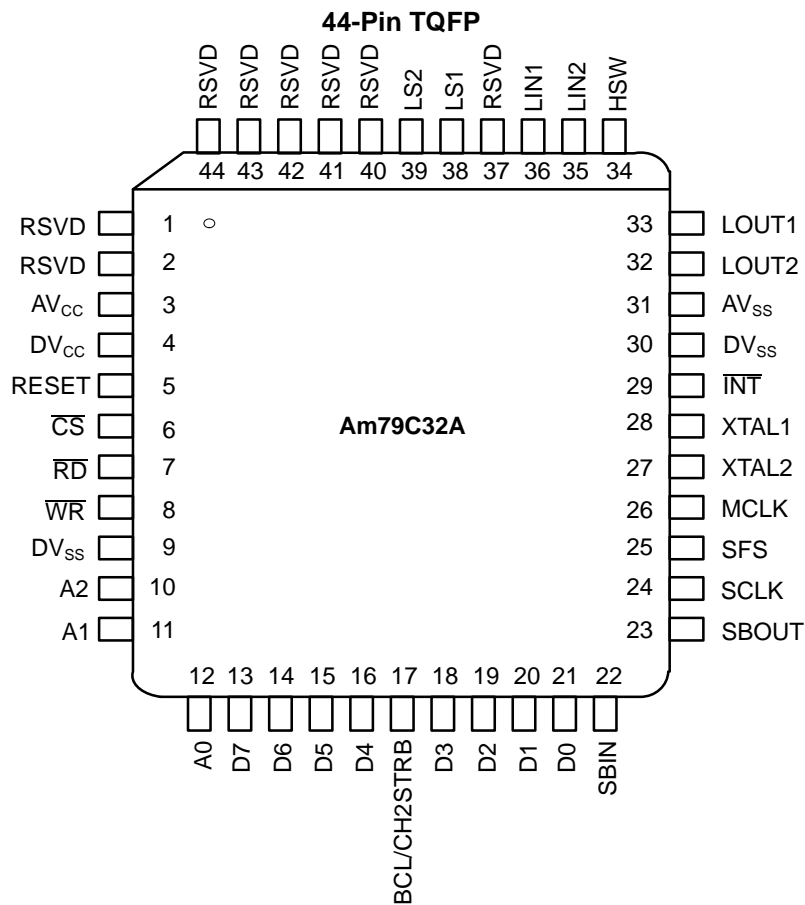 44-Pin TQFP
RSVD RSVD RSVD RSVD RSVD LS2 LS1 RSVD LIN1 LIN2 HSW
44 43 42 41 40 39 38 37 36 35 34
RSVD 1 33 LOUT1
RSVD 2 32 LOUT2
AVCC 3 31 AVSS
DVCC 4 30 DVSS
RESET 5 29 INT
CS 6 Am79C32A 28 XTAL1
RD 7 27 XTAL2
WR 8 26 MCLK
DVSS 9 25 SFS
A2 10 24 SCLK
A1 11 23 SBOUT
12 13 14 15 16 17 18 19 20 21 22
A0 D7 D6 D5 D4 BCL/CH2STRB D3 D2 D1 D0 SBIN